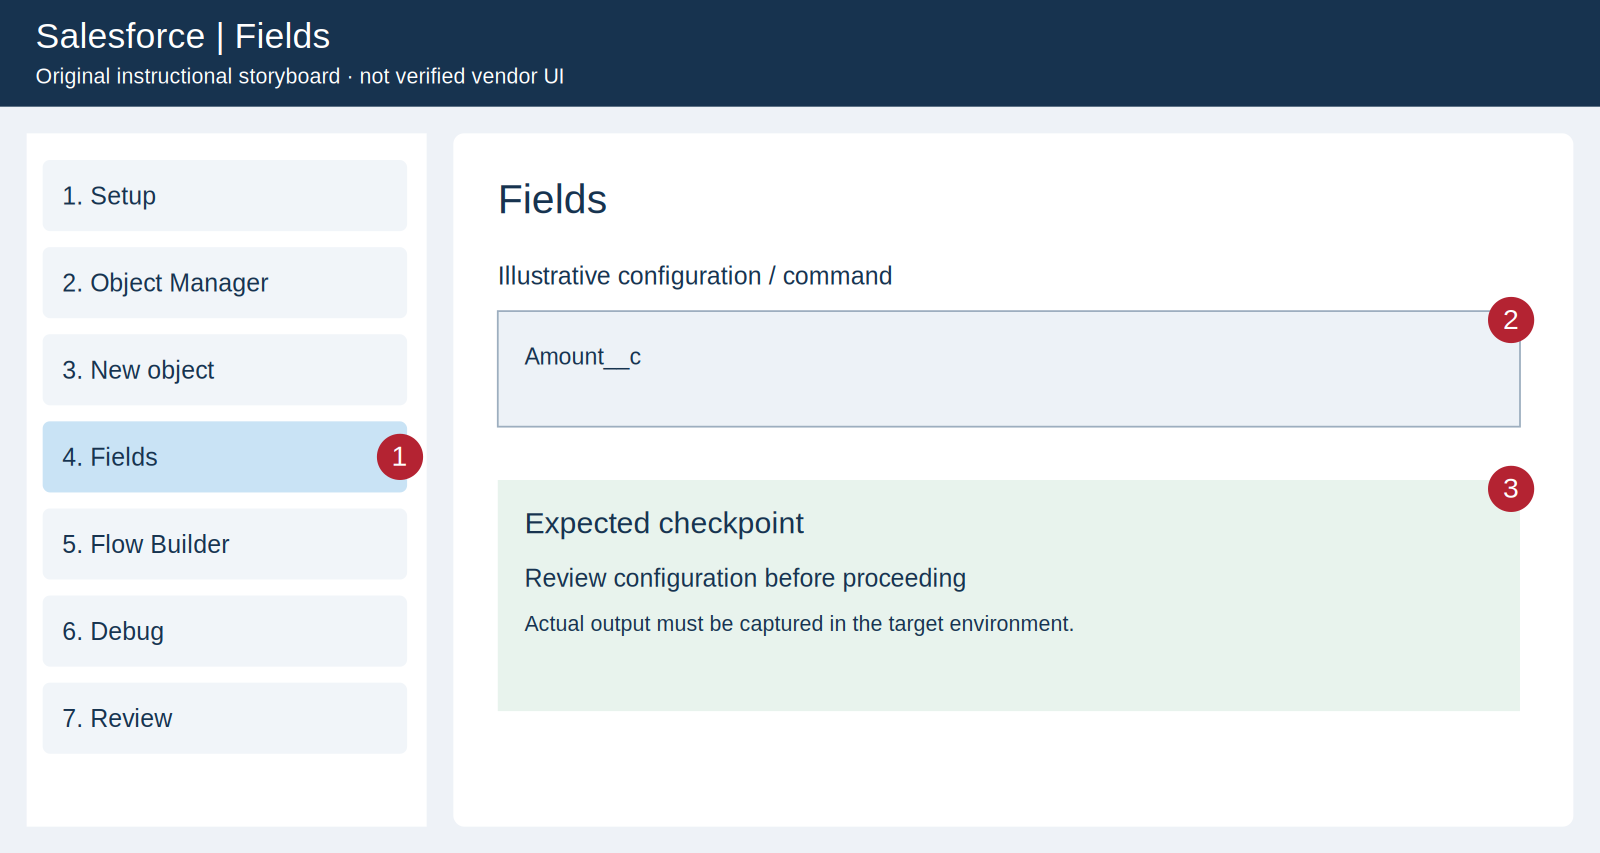 Salesforce | Fields
Original instructional storyboard · not verified vendor UI
1. Setup
2. Object Manager
3. New object
4. Fields
1
5. Flow Builder
6. Debug
7. Review
Fields
Illustrative configuration / command
2
Amount__c
3
Expected checkpoint
Review configuration before proceeding
Actual output must be captured in the target environment.